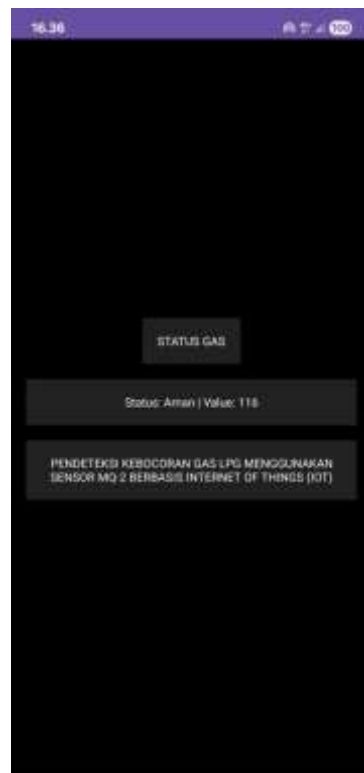 16.36
100
STATUS GAS
Status: Aman | Value: 116
PENDETEKSI KEBOCORAN GAS LPG MENGGUNAKAN
SENSOR MQ 2 BERBASIS INTERNET OF THINGS (IOT)